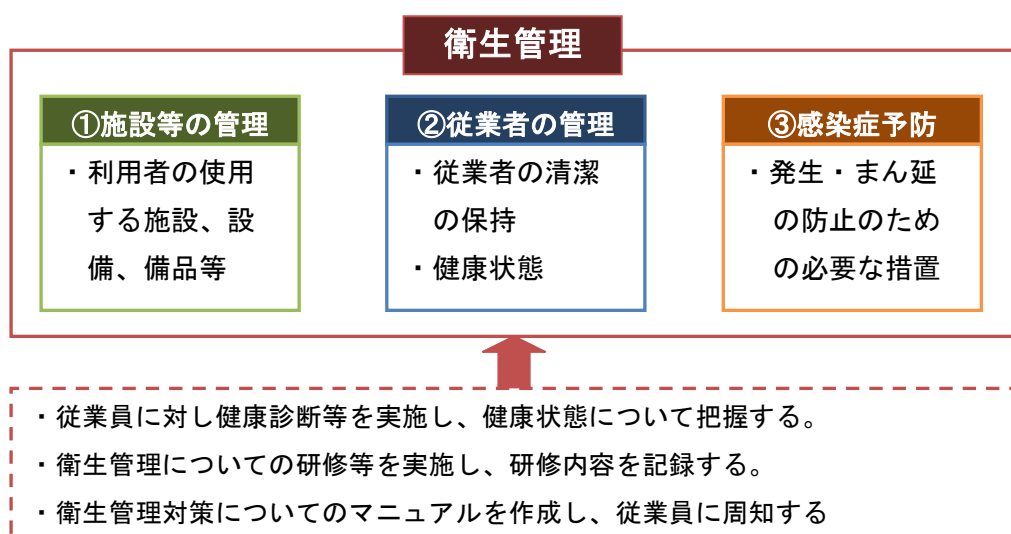 衛生管理
①施設等の管理
・利用者の使用
する施設、設
備、備品等
②従業者の管理
・従業者の清潔
の保持
・健康状態
③感染症予防
・発生・まん延
の防止のため
の必要な措置
・従業員に対し健康診断等を実施し、健康状態について把握する。
・衛生管理についての研修等を実施し、研修内容を記録する。
・衛生管理対策についてのマニュアルを作成し、従業員に周知する